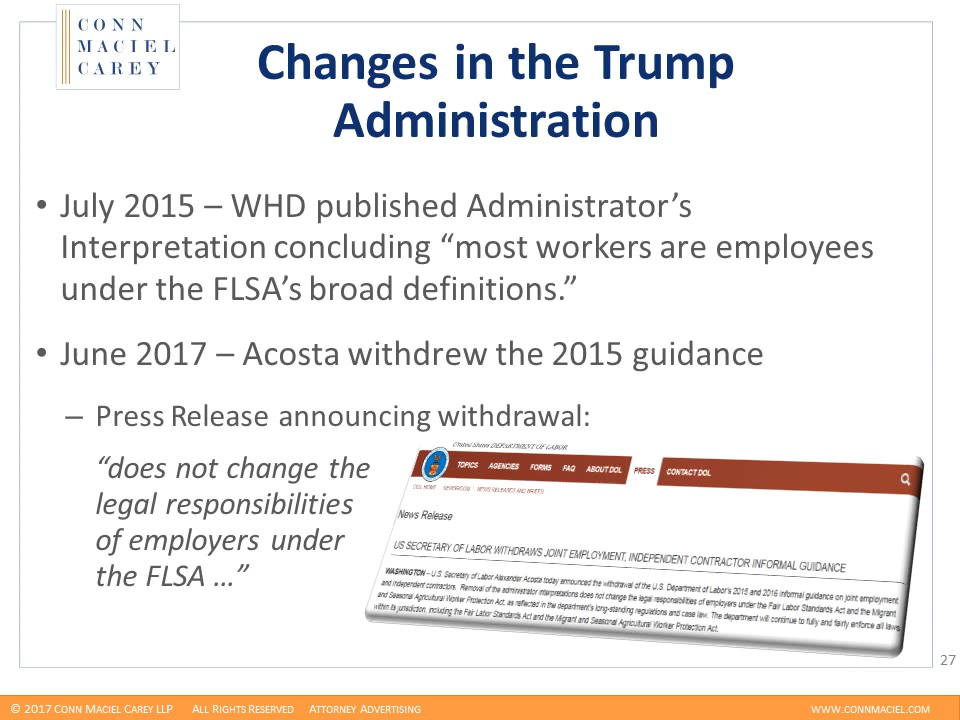 CONN
MACIEL
CAREY
Changes in the Trump
Administration
• July 2015 – WHD published Administrator’s
Interpretation concluding “most workers are employees
under the FLSA’s broad definitions.”
• June 2017 – Acosta withdrew the 2015 guidance
– Press Release announcing withdrawal:
“does not change the
legal responsibilities
of employers under
the FLSA …”
United States DEPARTMENT OF LABOR
TOPICS AGENCIES FORMS FAQ ABOUT DOL PRESS CONTACT DOL
DOL HOME NEWSROOM NEWS RELEASES AND BRIEFS
News Release
US SECRETARY OF LABOR WITHDRAWS JOINT EMPLOYMENT, INDEPENDENT CONTRACTOR INFORMAL GUIDANCE
WASHINGTON – U.S. Secretary of Labor Alexander Acosta today announced the withdrawal of the U.S. Department of Labor's 2015 and 2016 informal guidance on joint employment
and independent contractors. Removal of the administrator interpretations does not change the legal responsibilities of employers under the Fair Labor Standards Act and the Migrant
and Seasonal Agricultural Worker Protection Act, as reflected in the department's long-standing regulations and case law. The department will continue to fully and fairly enforce all laws
within its jurisdiction, including the Fair Labor Standards Act and the Migrant and Seasonal Agricultural Worker Protection Act.
27
© 2017 CONN MACIEL CAREY LLP ALL RIGHTS RESERVED ATTORNEY ADVERTISING WWW.CONNMACIEL.COM